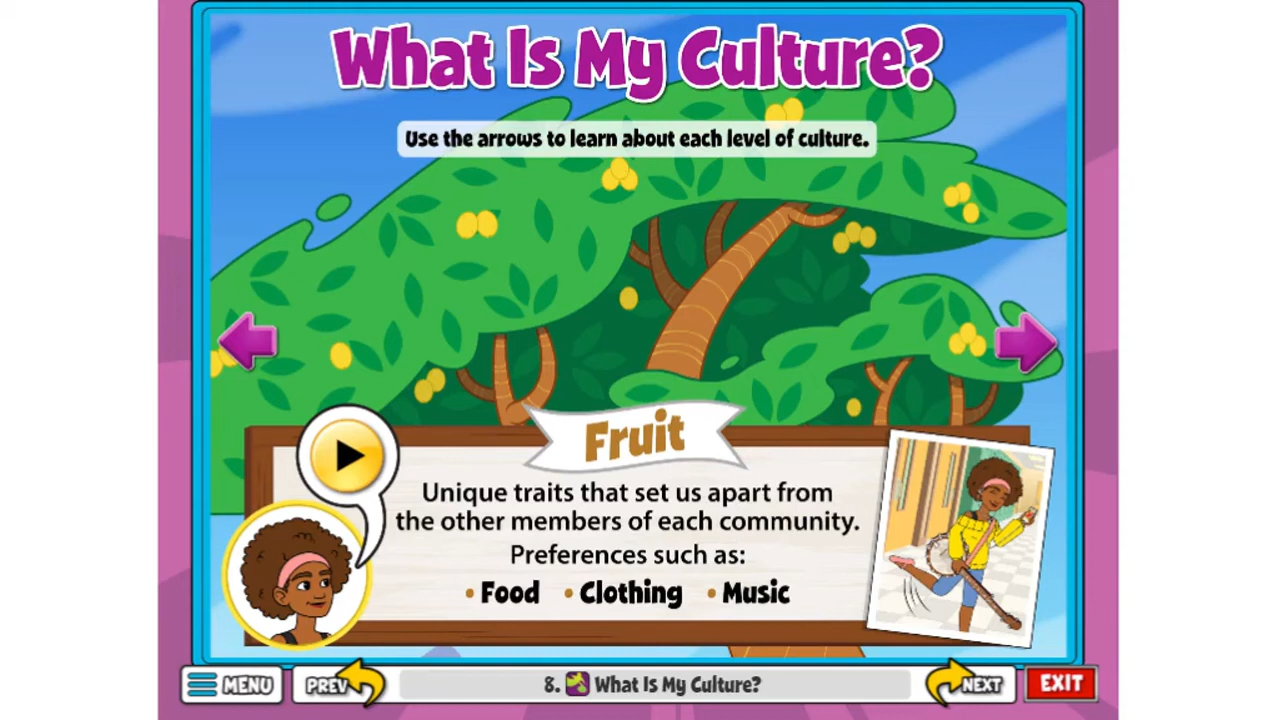 What Is My Culture?
Use the arrows to learn about each level of culture.
Fruit
Unique traits that set us apart from
the other members of each community.
Preferences such as:
• Food • Clothing • Music
MENU PREV 8. What Is My Culture? NEXT EXIT